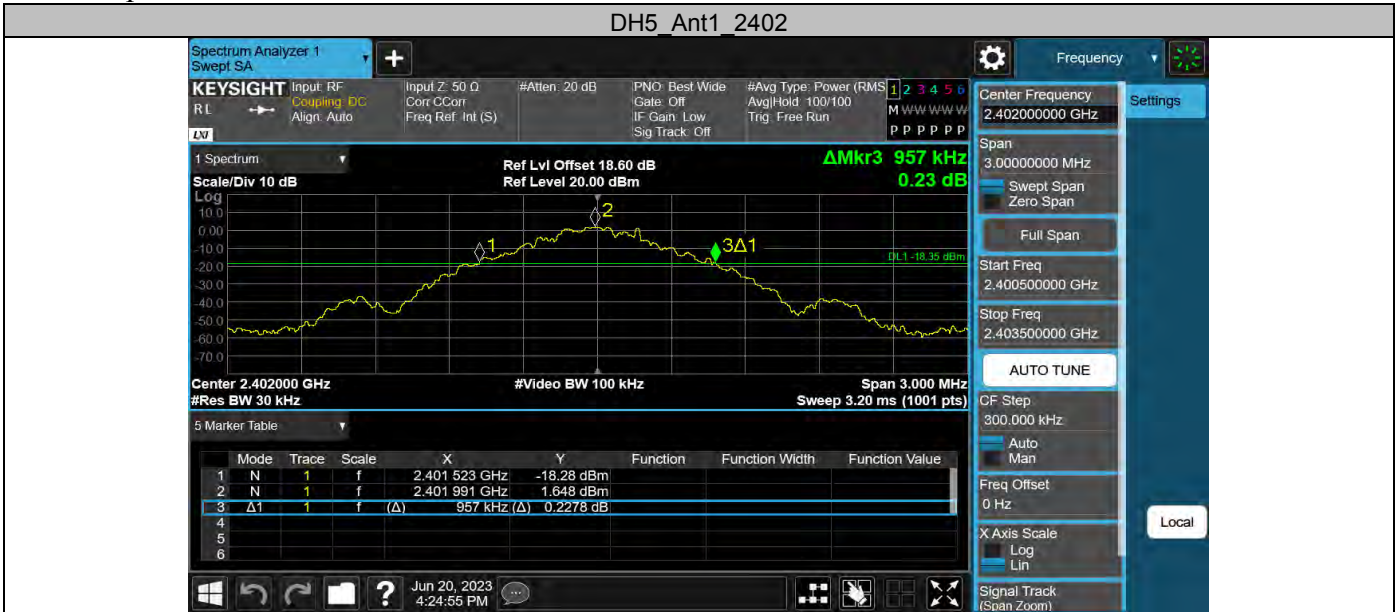 DH5_Ant1_2402
Spectrum Analyzer 1
Swept SA
Frequency
KEYSIGHT
Input: RF
Input Z: 50 Ω
#Atten: 20 dB
PNO: Best Wide
#Avg Type: Power (RMS
1 2 3 4 5 6
RL
Coupling: DC
Corr CCorr
Gate: Off
Avg|Hold: 100/100
M W W W W W
Align: Auto
Freq Ref: Int (S)
IF Gain: Low
Trig: Free Run
Sig Track: Off
P P P P P P
LXI
Center Frequency
2.402000000 GHz
Settings
Span
3.00000000 MHz
Swept Span
Zero Span
Full Span
Start Freq
2.400500000 GHz
Stop Freq
2.403500000 GHz
AUTO TUNE
CF Step
300.000 kHz
Auto
Man
Freq Offset
0 Hz
X Axis Scale
Log
Lin
Signal Track
(Span Zoom)
Local
1 Spectrum
Ref Lvl Offset 18.60 dB
ΔMkr3 957 kHz
Scale/Div 10 dB
Ref Level 20.00 dBm
0.23 dB
Log
10.0
0.00
-10.0
-20.0
-30.0
-40.0
-50.0
-60.0
-70.0
1
2
3Δ1
DL1 -18.35 dBm
Center 2.402000 GHz
#Video BW 100 kHz
Span 3.000 MHz
#Res BW 30 kHz
Sweep 3.20 ms (1001 pts)
5 Marker Table
Mode Trace Scale X Y Function Function Width Function Value
1 N 1 f 2.401 523 GHz -18.28 dBm
2 N 1 f 2.401 991 GHz 1.648 dBm
3 Δ1 1 f (Δ) 957 kHz (Δ) 0.2278 dB
4
5
6
?
Jun 20, 2023
4:24:55 PM